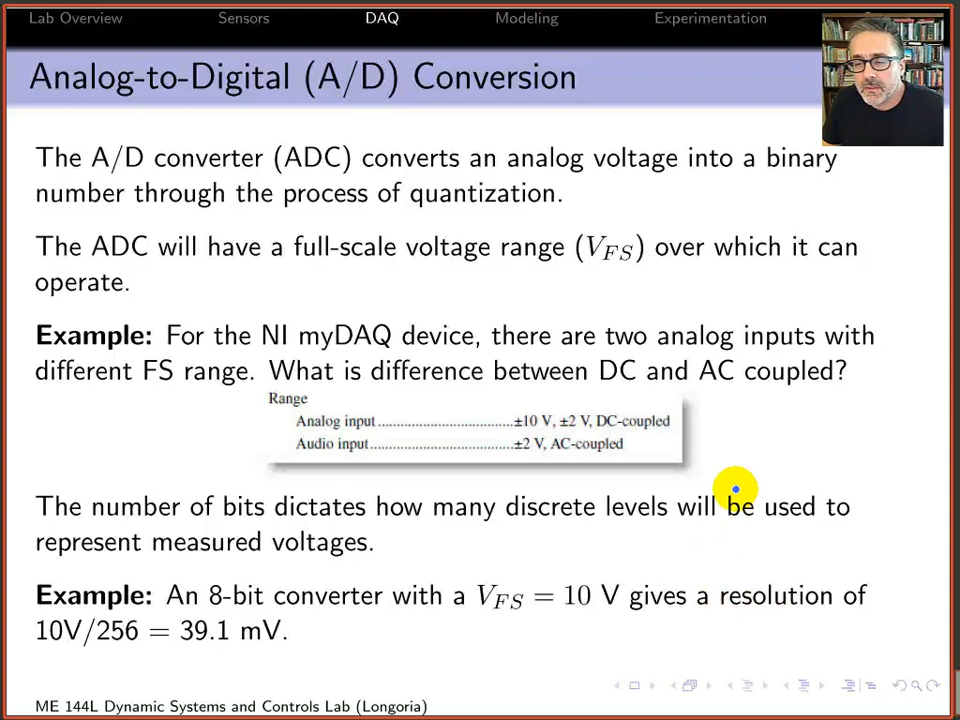 Lab Overview Sensors DAQ Modeling Experimentation
Analog-to-Digital (A/D) Conversion
The A/D converter (ADC) converts an analog voltage into a binary
number through the process of quantization.
The ADC will have a full-scale voltage range (V_FS) over which it can
operate.
Example: For the NI myDAQ device, there are two analog inputs with
different FS range. What is difference between DC and AC coupled?
Range
Analog input..................................±10 V, ±2 V, DC-coupled
Audio input...................................±2 V, AC-coupled
The number of bits dictates how many discrete levels will be used to
represent measured voltages.
Example: An 8-bit converter with a V_FS = 10 V gives a resolution of
10V/256 = 39.1 mV.
ME 144L Dynamic Systems and Controls Lab (Longoria)